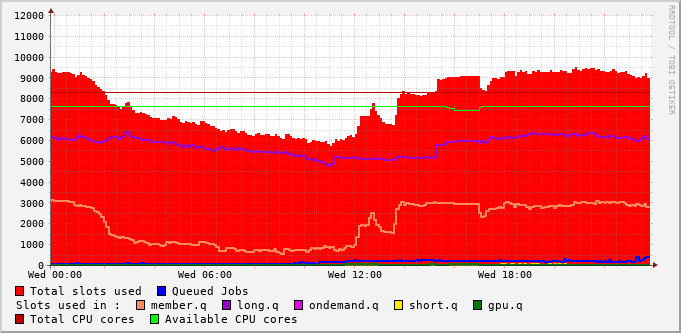 12000
11000
10000
9000
8000
7000
6000
5000
4000
3000
2000
1000
0
Wed 00:00 Wed 06:00 Wed 12:00 Wed 18:00
Total slots used Queued Jobs
Slots used in : member.q long.q ondemand.q short.q gpu.q
Total CPU cores Available CPU cores
RRDTOOL / TOBI OETIKER